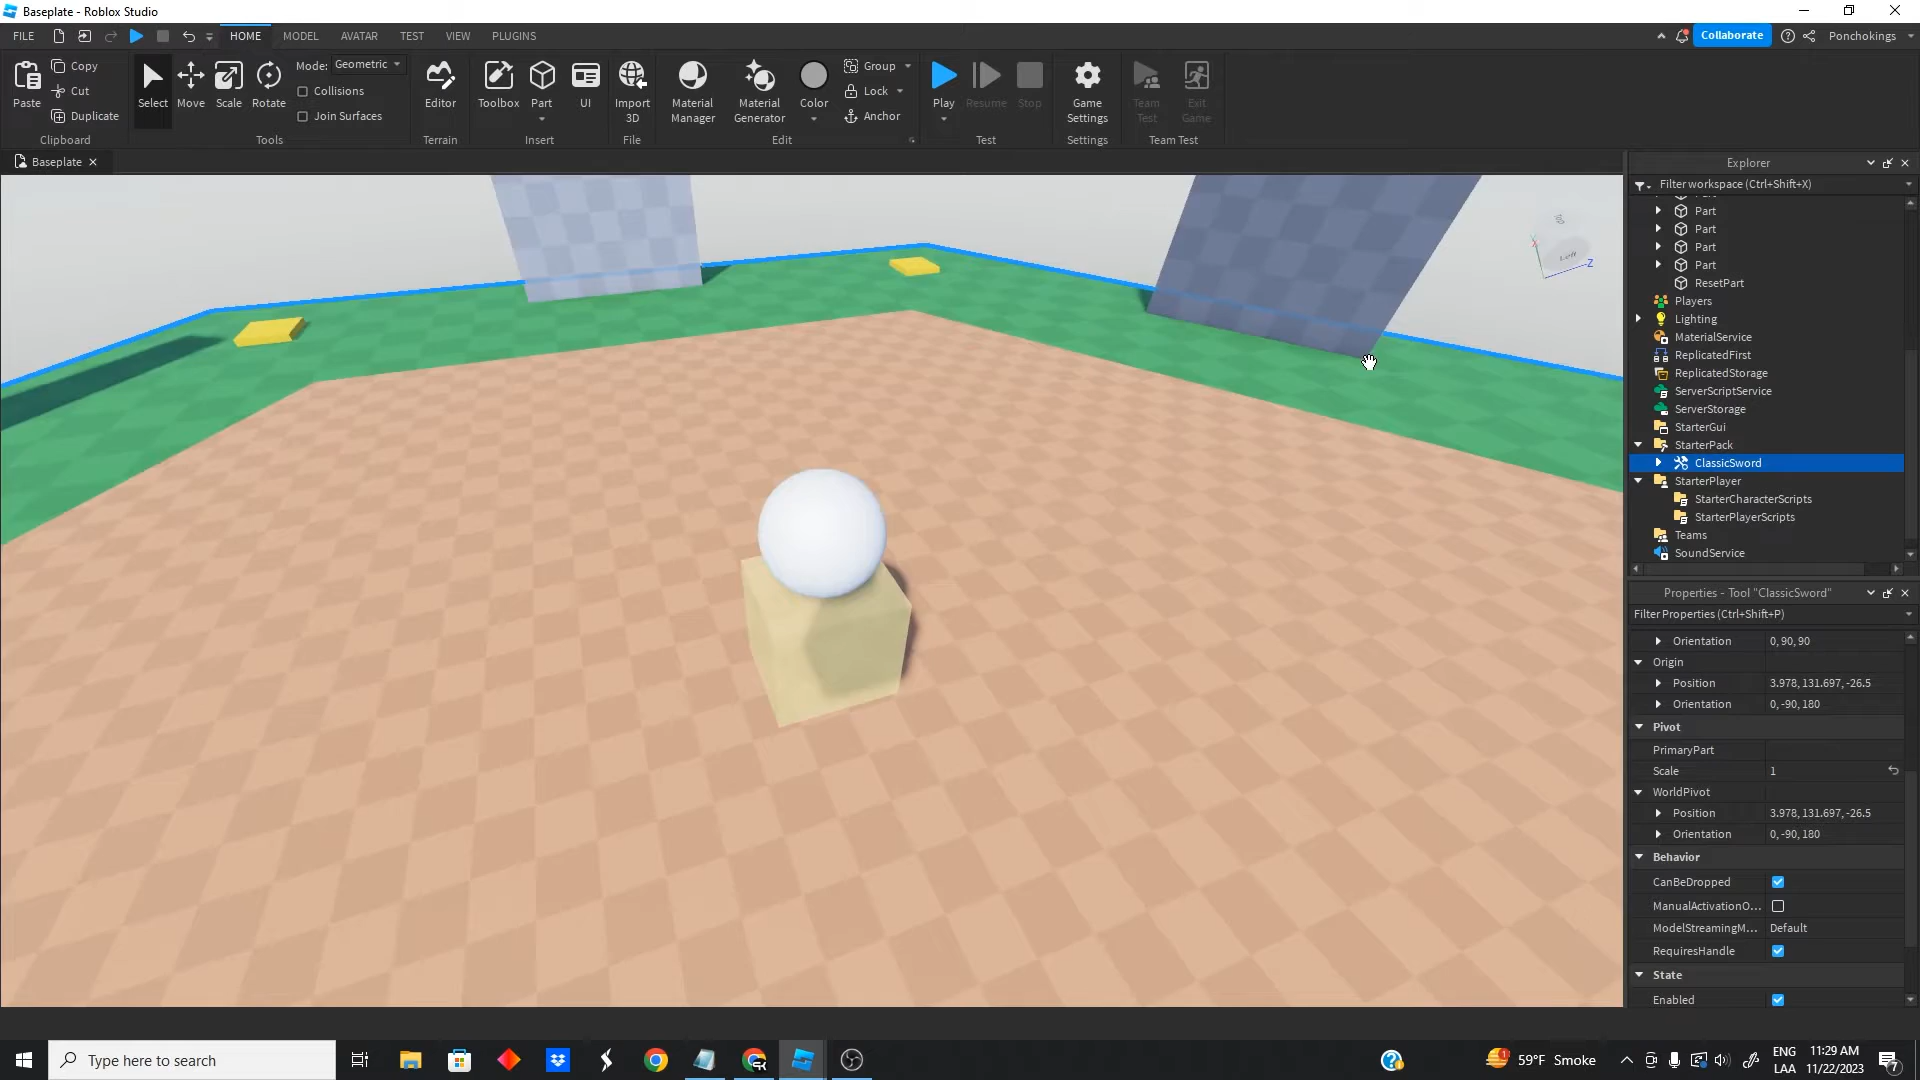 Baseplate - Roblox Studio
FILE
HOME
MODEL
AVATAR
TEST
VIEW
PLUGINS
Collaborate
Ponchokings
Paste
Copy
Cut
Duplicate
Clipboard
Select
Move
Scale
Rotate
Mode: Geometric
Collisions
Join Surfaces
Tools
Editor
Terrain
Toolbox
Part
UI
Insert
Import
3D
File
Material
Manager
Material
Generator
Color
Group
Lock
Anchor
Edit
Play
Resume
Stop
Test
Game
Settings
Settings
Team
Test
Exit
Game
Team Test
Baseplate
Explorer
Filter workspace (Ctrl+Shift+X)
Part
Part
Part
Part
ResetPart
Players
Lighting
MaterialService
ReplicatedFirst
ReplicatedStorage
ServerScriptService
ServerStorage
StarterGui
StarterPack
ClassicSword
StarterPlayer
StarterCharacterScripts
StarterPlayerScripts
Teams
SoundService
Properties - Tool "ClassicSword"
Filter Properties (Ctrl+Shift+P)
Orientation 0, 90, 90
Origin
Position 3.978, 131.697, -26.5
Orientation 0, -90, 180
Pivot
PrimaryPart
Scale 1
WorldPivot
Position 3.978, 131.697, -26.5
Orientation 0, -90, 180
Behavior
CanBeDropped
ManualActivationO...
ModelStreamingM... Default
RequiresHandle
State
Enabled
Left
Z
Type here to search
59°F Smoke
ENG
LAA
11:29 AM
11/22/2023
7